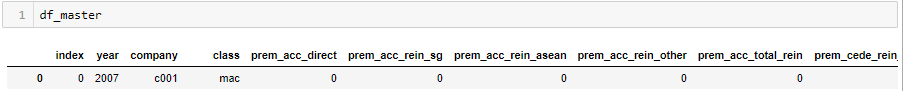 1 df_master
index year company class prem_acc_direct prem_acc_rein_sg prem_acc_rein_asean prem_acc_rein_other prem_acc_total_rein prem_cede_rein_
0 0 2007 c001 mac 0 0 0 0 0